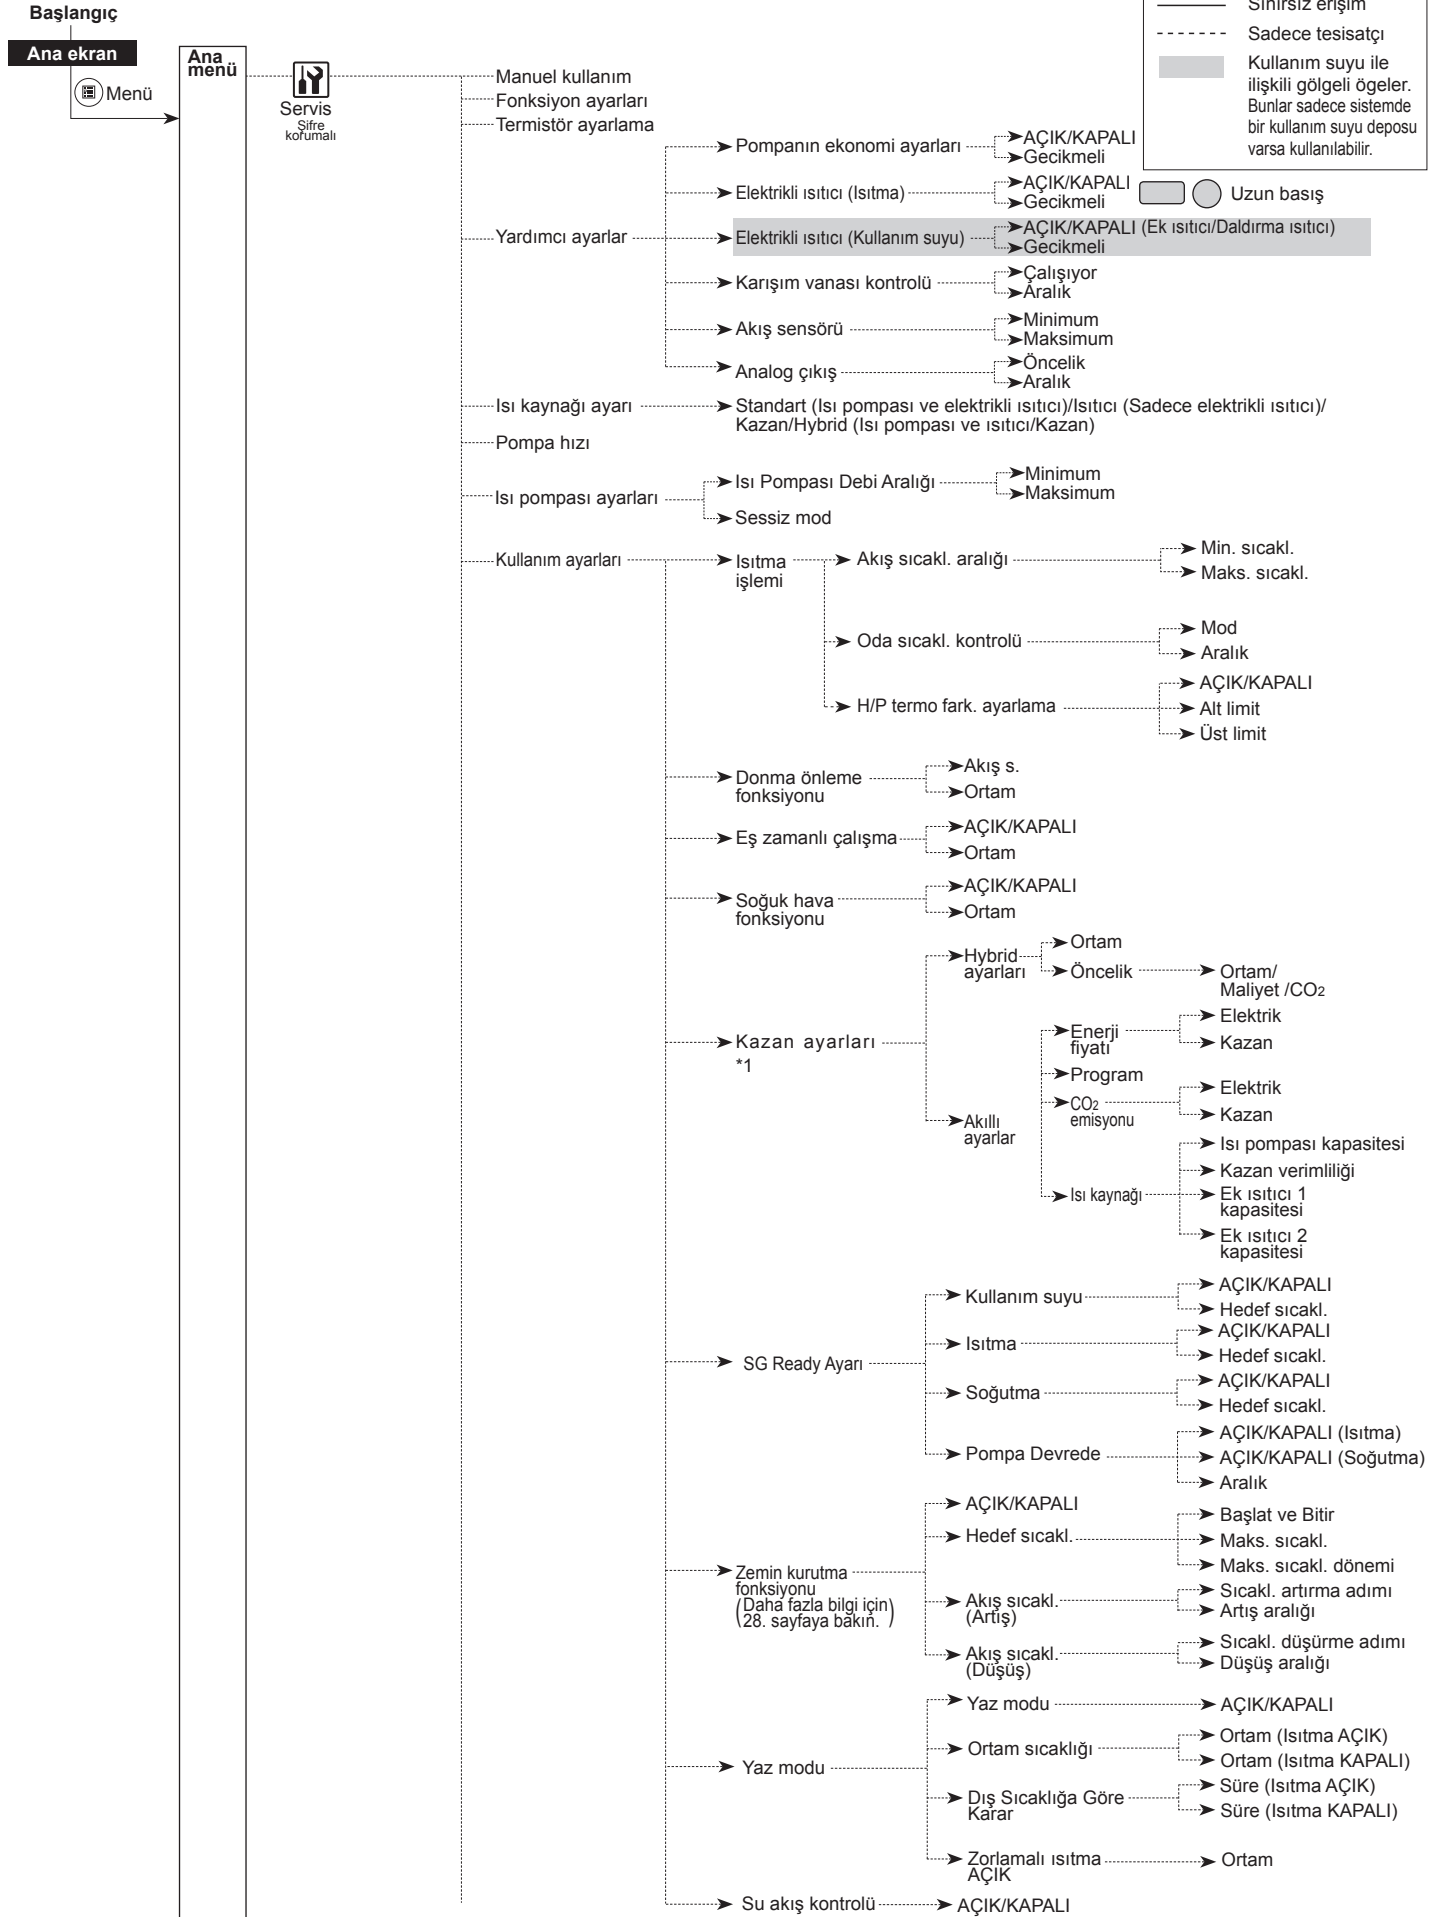 Başlangıç
Ana ekran
Menü
Ana
menü
Servis
Şifre
korumalı
Sınırsız erişim
Sadece tesisatçı
Kullanım suyu ile
ilişkili gölgeli ögeler.
Bunlar sadece sistemde
bir kullanım suyu deposu
varsa kullanılabilir.
Uzun basış
Manuel kullanım
Fonksiyon ayarları
Termistör ayarlama
Yardımcı ayarlar
Pompanın ekonomi ayarları
AÇIK/KAPALI
Gecikmeli
Elektrikli ısıtıcı (Isıtma)
AÇIK/KAPALI
Gecikmeli
Elektrikli ısıtıcı (Kullanım suyu)
AÇIK/KAPALI (Ek ısıtıcı/Daldırma ısıtıcı)
Gecikmeli
Karışım vanası kontrolü
Çalışıyor
Aralık
Akış sensörü
Minimum
Maksimum
Analog çıkış
Öncelik
Aralık
Isı kaynağı ayarı
Standart (Isı pompası ve elektrikli ısıtıcı)/Isıtıcı (Sadece elektrikli ısıtıcı)/
Kazan/Hybrid (Isı pompası ve ısıtıcı/Kazan)
Pompa hızı
Isı pompası ayarları
Isı Pompası Debi Aralığı
Minimum
Maksimum
Sessiz mod
Kullanım ayarları
Isıtma
işlemi
Akış sıcakl. aralığı
Min. sıcakl.
Maks. sıcakl.
Oda sıcakl. kontrolü
Mod
Aralık
H/P termo fark. ayarlama
AÇIK/KAPALI
Alt limit
Üst limit
Donma önleme
fonksiyonu
Akış s.
Ortam
Eş zamanlı çalışma
AÇIK/KAPALI
Ortam
Soğuk hava
fonksiyonu
AÇIK/KAPALI
Ortam
Kazan ayarları
*1
Hybrid
ayarları
Ortam
Öncelik
Ortam/
Maliyet /CO2
Akıllı
ayarlar
Enerji
fiyatı
Elektrik
Kazan
Program
CO2
emisyonu
Elektrik
Kazan
Isı kaynağı
Isı pompası kapasitesi
Kazan verimliliği
Ek ısıtıcı 1
kapasitesi
Ek ısıtıcı 2
kapasitesi
SG Ready Ayarı
Kullanım suyu
AÇIK/KAPALI
Hedef sıcakl.
Isıtma
AÇIK/KAPALI
Hedef sıcakl.
Soğutma
AÇIK/KAPALI
Hedef sıcakl.
Pompa Devrede
AÇIK/KAPALI (Isıtma)
AÇIK/KAPALI (Soğutma)
Aralık
Zemin kurutma
fonksiyonu
(Daha fazla bilgi için
28. sayfaya bakın.)
AÇIK/KAPALI
Hedef sıcakl.
Başlat ve Bitir
Maks. sıcakl.
Maks. sıcakl. dönemi
Akış sıcakl.
(Artış)
Sıcakl. artırma adımı
Artış aralığı
Akış sıcakl.
(Düşüş)
Sıcakl. düşürme adımı
Düşüş aralığı
Yaz modu
Yaz modu
AÇIK/KAPALI
Ortam sıcaklığı
Ortam (Isıtma AÇIK)
Ortam (Isıtma KAPALI)
Dış Sıcaklığa Göre
Karar
Süre (Isıtma AÇIK)
Süre (Isıtma KAPALI)
Zorlamalı ısıtma
AÇIK
Ortam
Su akış kontrolü
AÇIK/KAPALI